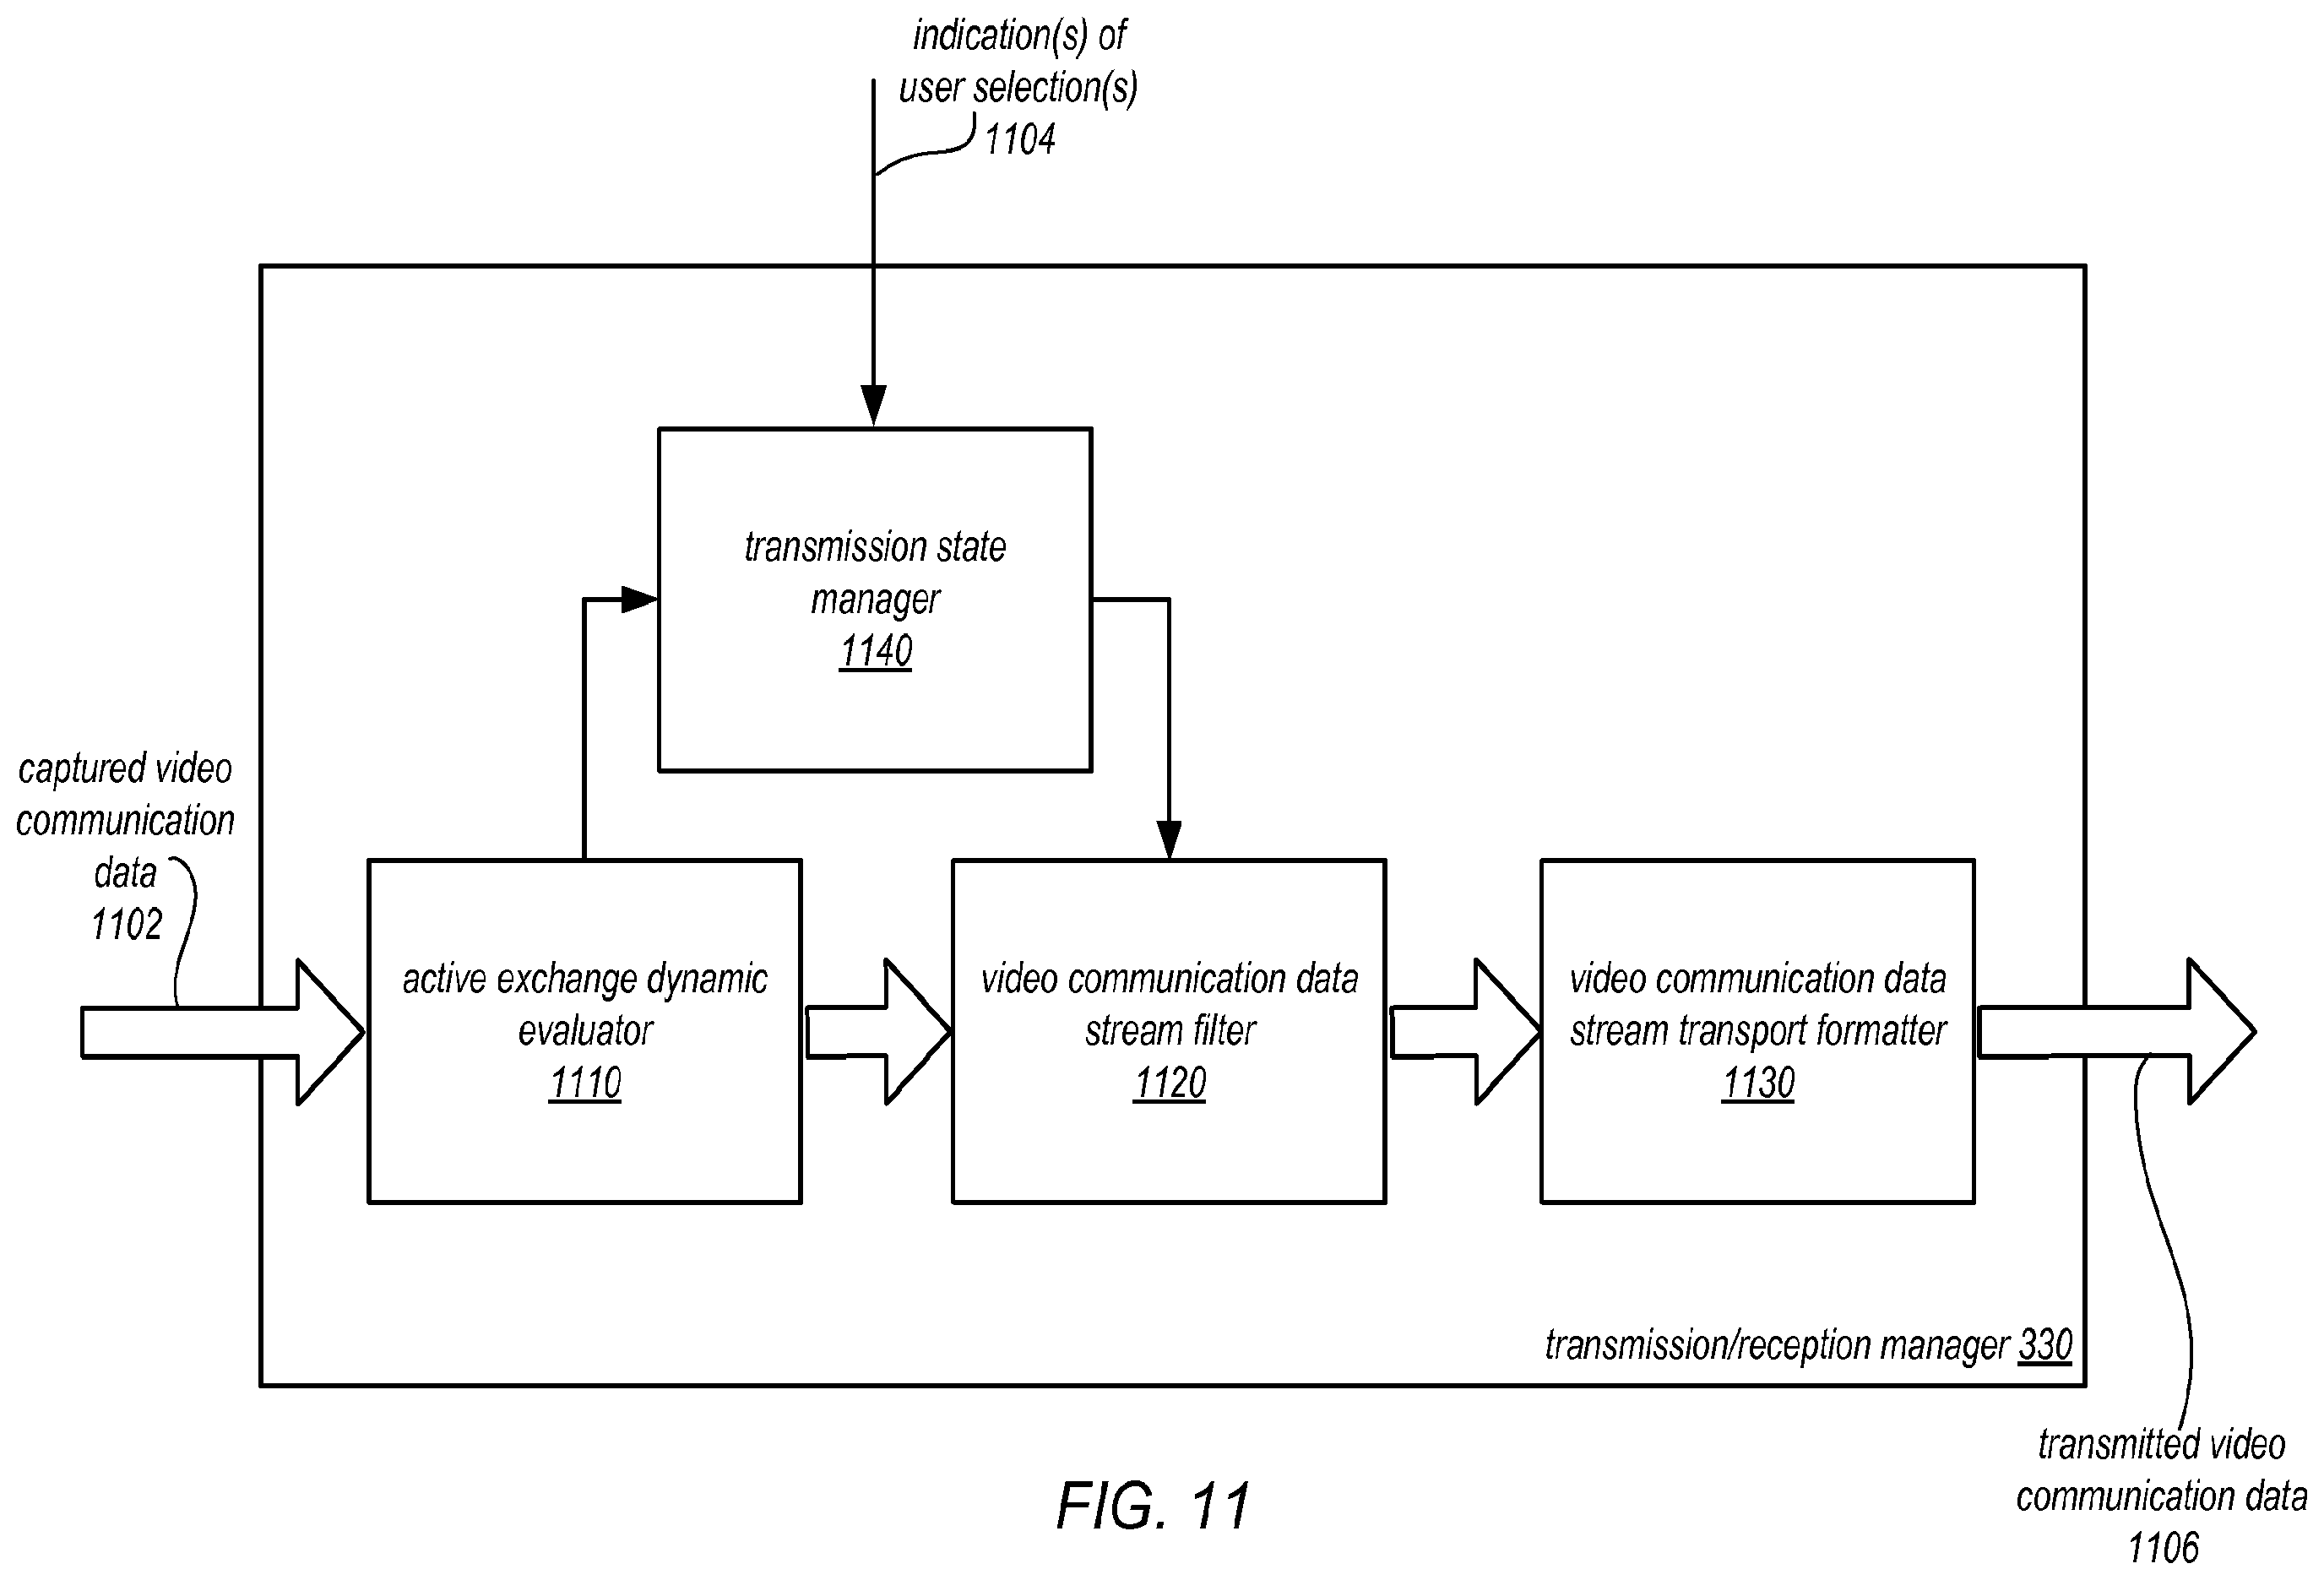 indication(s) of
user selection(s)
1104
transmission state
manager
1140
captured video
communication
data
1102
active exchange dynamic
evaluator
1110
video communication data
stream filter
1120
video communication data
stream transport formatter
1130
transmission/reception manager 330
transmitted video
communication data
1106
FIG. 11